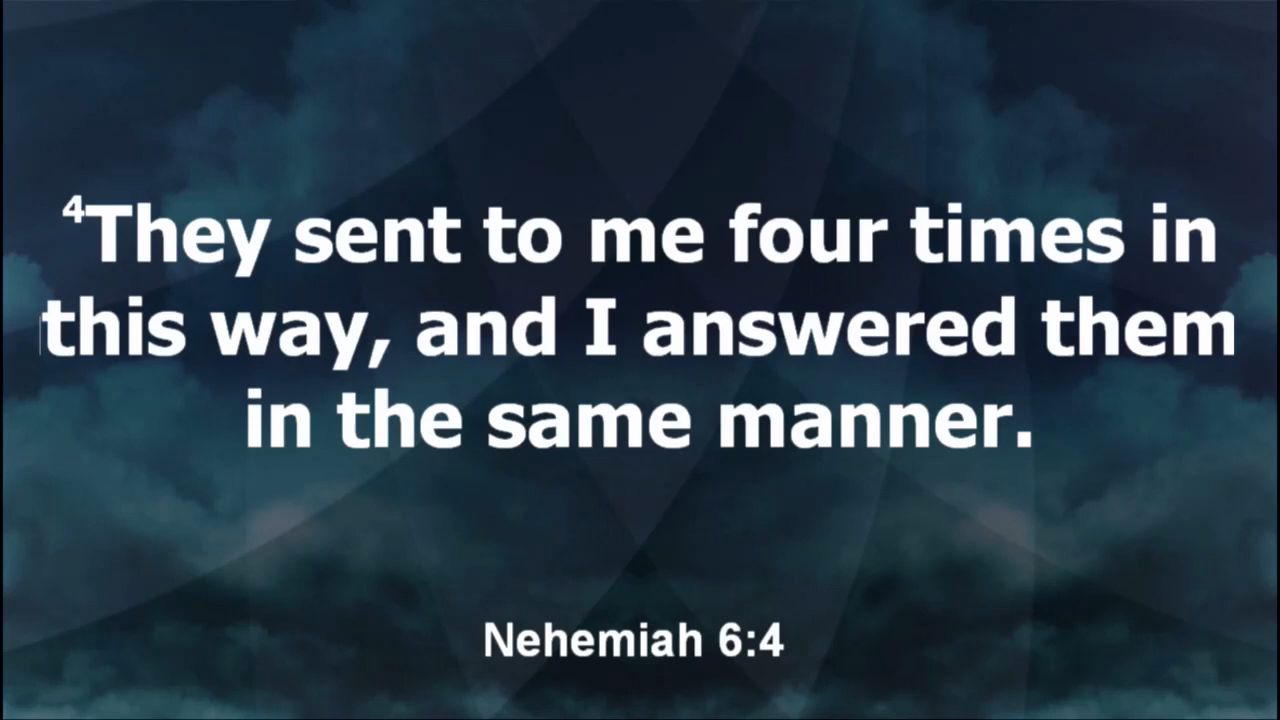 ⁴They sent to me four times in
this way, and I answered them
in the same manner.
Nehemiah 6:4